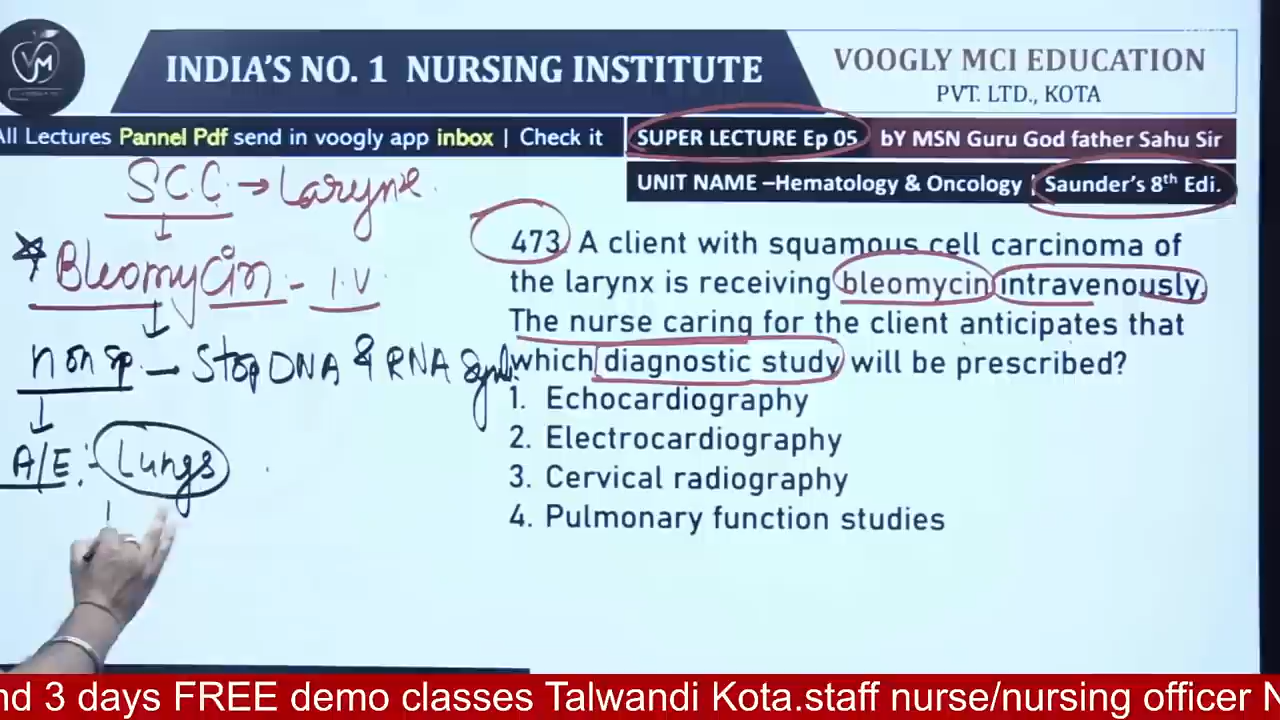 VM
INDIA'S NO. 1 NURSING INSTITUTE
VOOGLY MCI EDUCATION
PVT. LTD., KOTA
All Lectures Pannel Pdf send in voogly app inbox | Check it
SUPER LECTURE Ep 05 bY MSN Guru God father Sahu Sir
UNIT NAME –Hematology & Oncology | Saunder's 8th Edi.
SCC → Larynx
Bleomycin - I.V
non sp. — Stop DNA & RNA
A/E :- Lungs
473. A client with squamous cell carcinoma of
the larynx is receiving bleomycin intravenously.
The nurse caring for the client anticipates that
which diagnostic study will be prescribed?
1. Echocardiography
2. Electrocardiography
3. Cervical radiography
4. Pulmonary function studies
nd 3 days FREE demo classes Talwandi Kota.staff nurse/nursing officer N